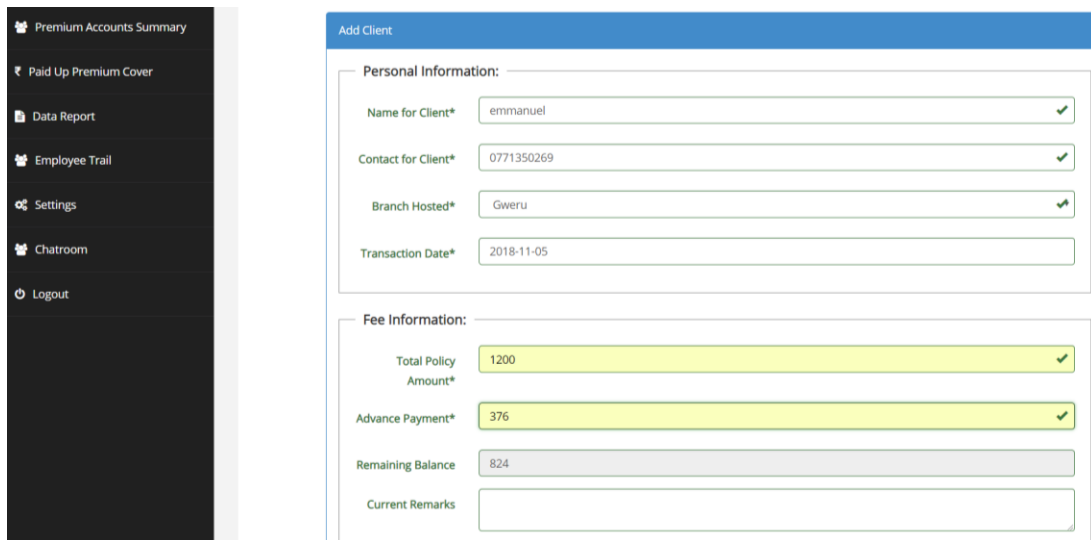 Premium Accounts Summary
₹ Paid Up Premium Cover
Data Report
Employee Trail
Settings
Chatroom
Logout
Add Client
Personal Information:
Name for Client* emmanuel
Contact for Client* 0771350269
Branch Hosted* Gweru
Transaction Date* 2018-11-05
Fee Information:
Total Policy 1200
Amount*
Advance Payment* 376
Remaining Balance 824
Current Remarks